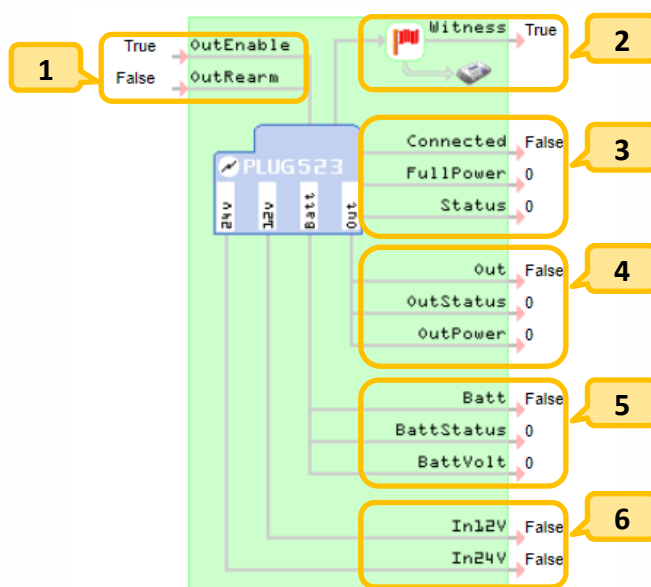 Witness True
2
True OutEnable
1
False OutRearm
Connected False
3
FullPower 0
PLUG523
Status 0
24v 12v Batt Out
Out False
4
OutStatus 0
OutPower 0
Batt False
5
BattStatus 0
BattVolt 0
In12V False
6
In24V False